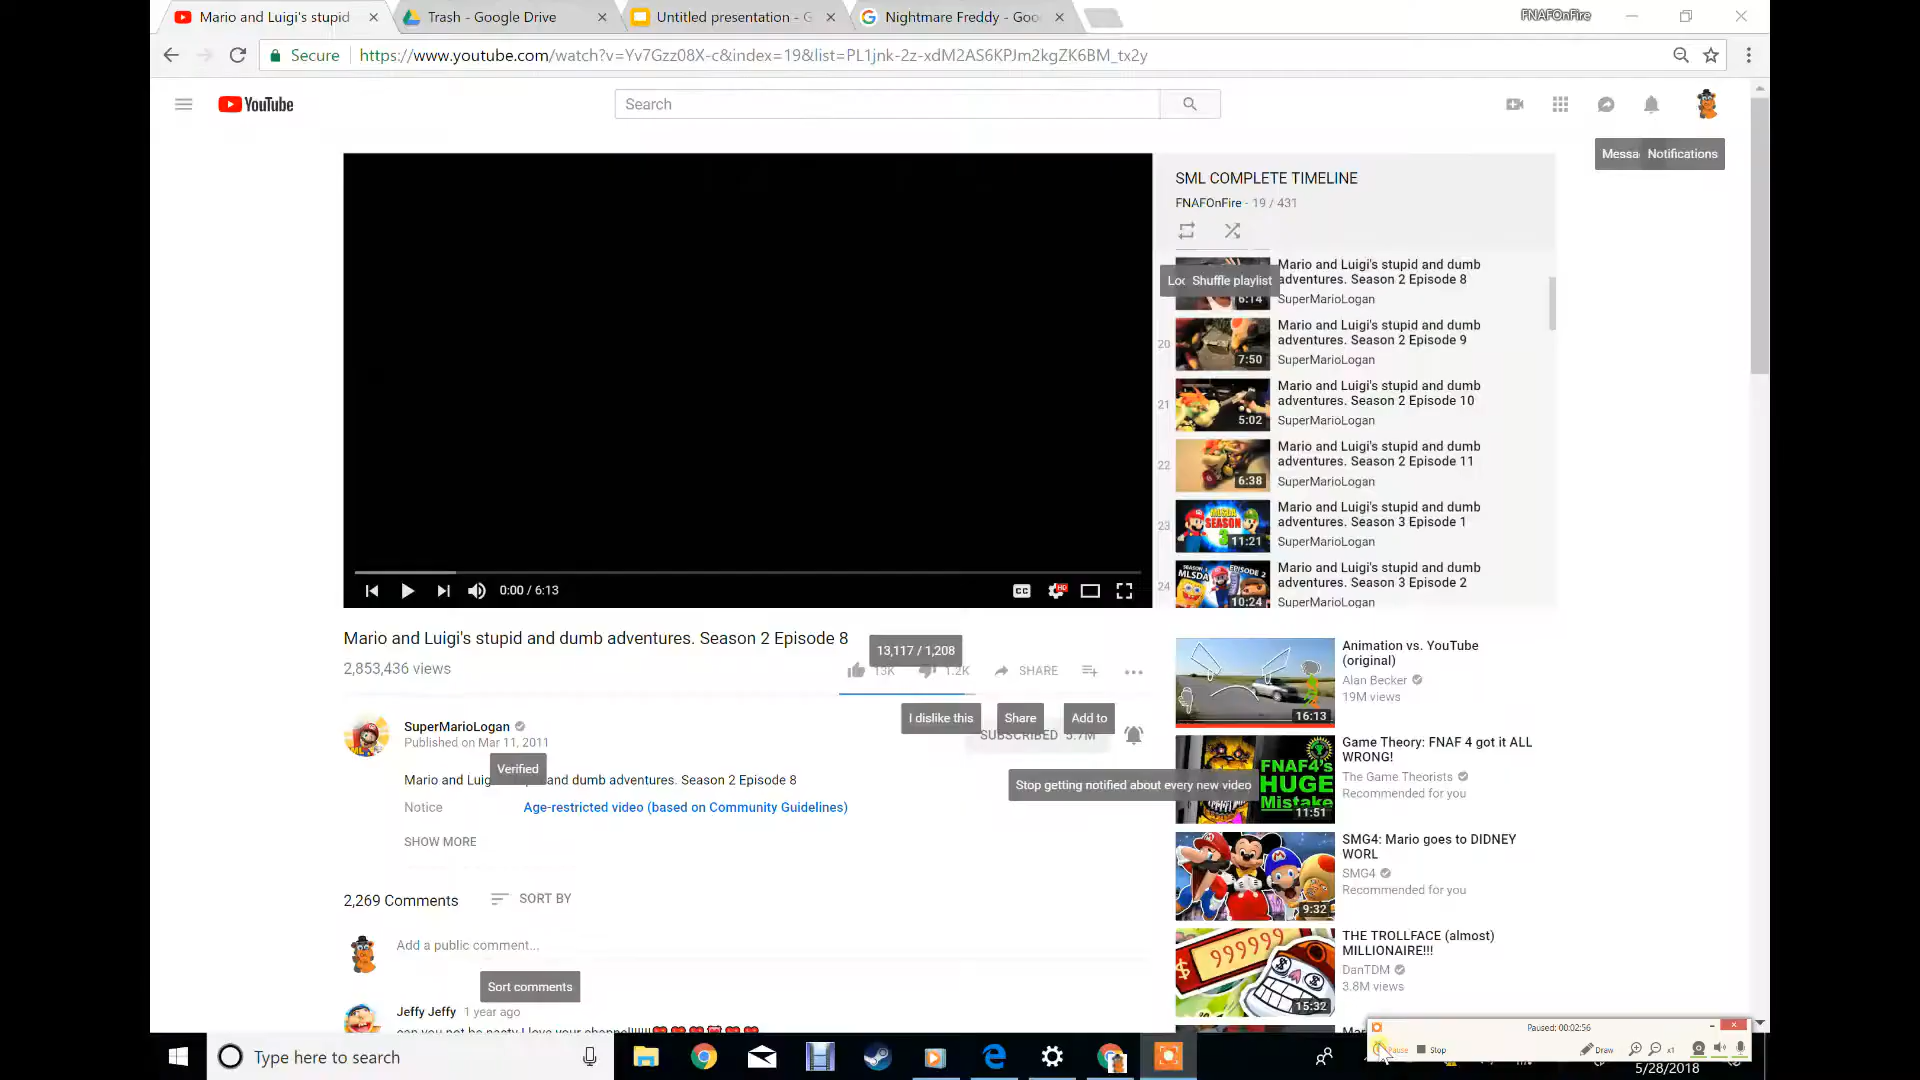 Mario and Luigi's stupid
Trash - Google Drive
Untitled presentation - G
Nightmare Freddy - Goo
FNAFOnFire
Secure
https://www.youtube.com/watch?v=Yv7Gzz08X-c&index=19&list=PL1jnk-2z-xdM2AS6KPJm2kgZK6BM_tx2y
YouTube
Search
Messa
Notifications
SML COMPLETE TIMELINE
FNAFOnFire - 19 / 431
Shuffle playlist
Mario and Luigi's stupid and dumb
adventures. Season 2 Episode 8
SuperMarioLogan
6:14
20
Mario and Luigi's stupid and dumb
adventures. Season 2 Episode 9
SuperMarioLogan
7:50
21
Mario and Luigi's stupid and dumb
adventures. Season 2 Episode 10
SuperMarioLogan
5:02
22
Mario and Luigi's stupid and dumb
adventures. Season 2 Episode 11
SuperMarioLogan
6:38
23
SEASON
3
11:21
Mario and Luigi's stupid and dumb
adventures. Season 3 Episode 1
SuperMarioLogan
24
EPISODE 2
MLSDA
10:24
Mario and Luigi's stupid and dumb
adventures. Season 3 Episode 2
SuperMarioLogan
0:00 / 6:13
CC
HD
Mario and Luigi's stupid and dumb adventures. Season 2 Episode 8
2,853,436 views
13,117 / 1,208
13K
1.2K
SHARE
I dislike this
Share
Add to
SUBSCRIBED 5.7M
Stop getting notified about every new video
SuperMarioLogan
Published on Mar 11, 2011
Verified
Mario and Luig
and dumb adventures. Season 2 Episode 8
Notice
Age-restricted video (based on Community Guidelines)
SHOW MORE
2,269 Comments
SORT BY
Add a public comment...
Sort comments
Jeffy Jeffy 1 year ago
Animation vs. YouTube
(original)
Alan Becker
19M views
16:13
Game Theory: FNAF 4 got it ALL
WRONG!
The Game Theorists
Recommended for you
FNAF4's
HUGE
Mistake
11:51
SMG4: Mario goes to DIDNEY
WORL
SMG4
Recommended for you
9:32
THE TROLLFACE (almost)
MILLIONAIRE!!!
DanTDM
3.8M views
999999
15:32
Paused: 00:02:56
Pause
Stop
Draw
x1
Type here to search
5/28/2018